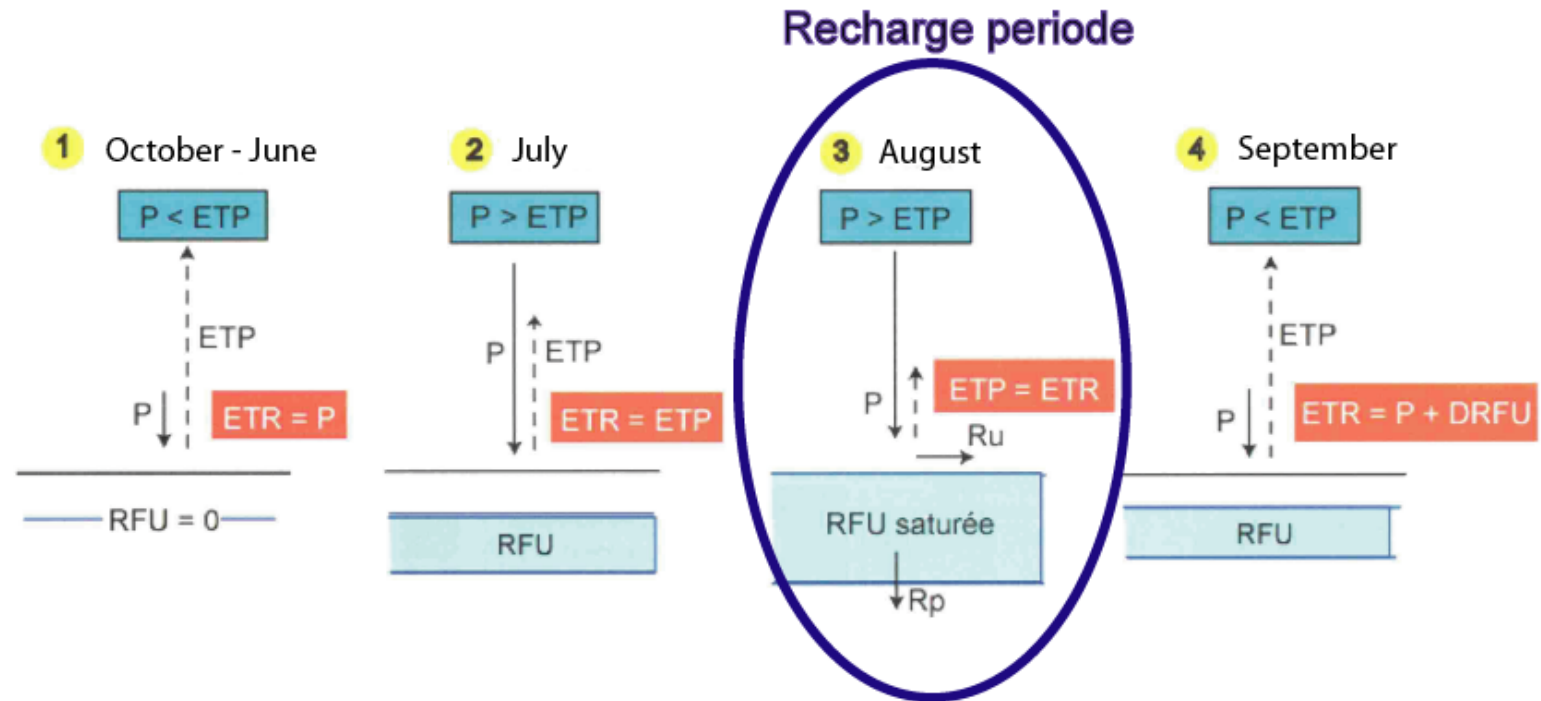 Recharge periode
1 October - June
P < ETP
ETP
P
ETR = P
RFU = 0
2 July
P > ETP
P
ETP
ETR = ETP
RFU
3 August
P > ETP
P
ETP = ETR
Ru
RFU saturée
Rp
4 September
P < ETP
ETP
P
ETR = P + DRFU
RFU